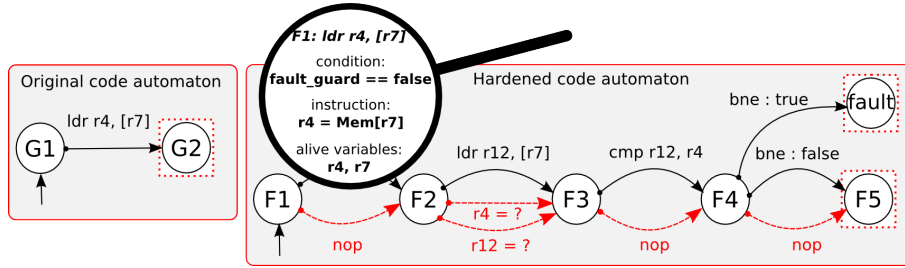 Original code automaton
ldr r4, [r7]
G1
G2
F1: ldr r4, [r7]
condition:
fault_guard == false
instruction:
r4 = Mem[r7]
alive variables:
r4, r7
Hardened code automaton
bne : true
fault
ldr r12, [r7]
cmp r12, r4
bne : false
F1
F2
F3
F4
F5
r4 = ?
nop
r12 = ?
nop
nop